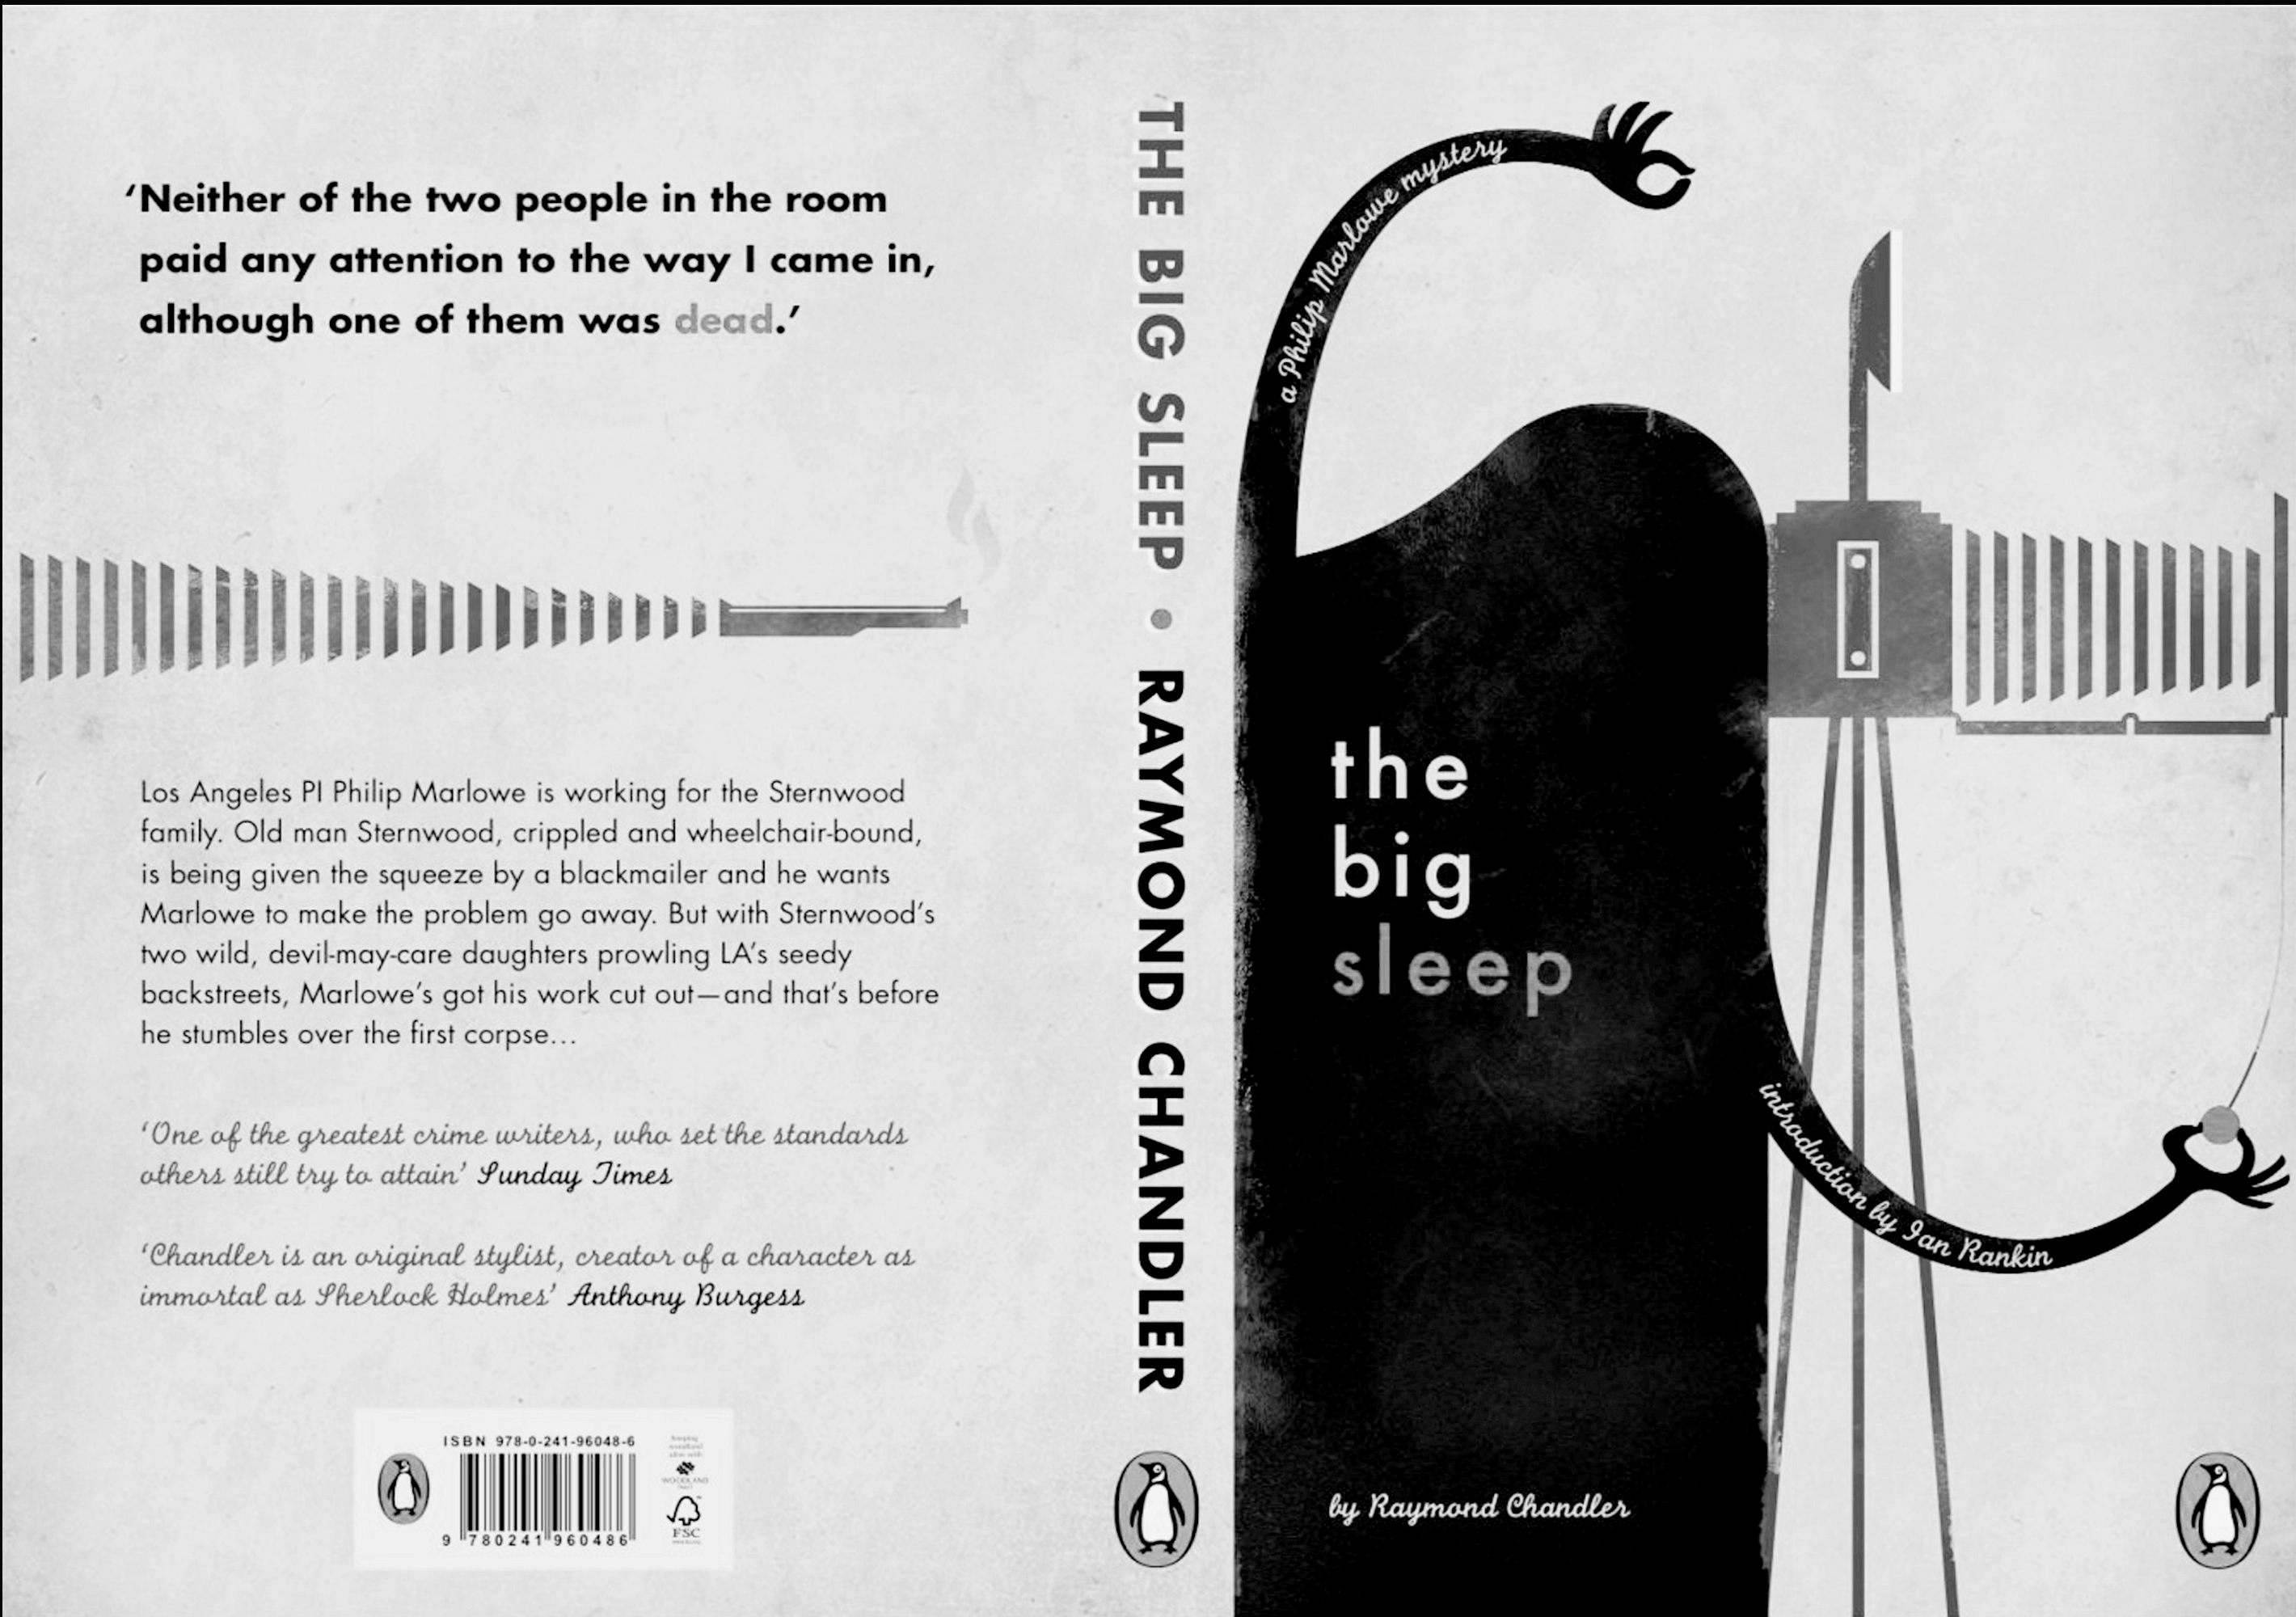 ‘Neither of the two people in the room
paid any attention to the way I came in,
although one of them was dead.’
Los Angeles PI Philip Marlowe is working for the Sternwood
family. Old man Sternwood, crippled and wheelchair-bound,
is being given the squeeze by a blackmailer and he wants
Marlowe to make the problem go away. But with Sternwood’s
two wild, devil-may-care daughters prowling LA’s seedy
backstreets, Marlowe’s got his work cut out—and that’s before
he stumbles over the first corpse...
‘One of the greatest crime writers, who set the standards
others still try to attain’ Sunday Times
‘Chandler is an original stylist, creator of a character as
immortal as Sherlock Holmes’ Anthony Burgess
ISBN 978-0-241-96048-6
9 780241 960486
WOODLAND
FSC
THE BIG SLEEP • RAYMOND CHANDLER
a Philip Marlowe mystery
the
big
sleep
introduction by Ian Rankin
by Raymond Chandler